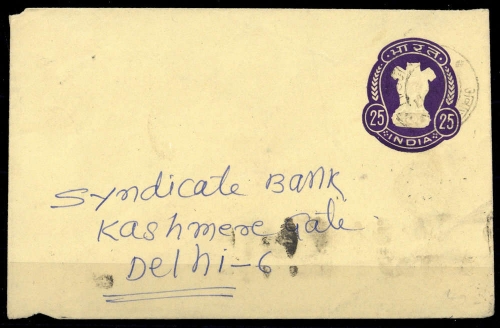 भारत
25 25
INDIA
Syndicate Bank
Kashmere Gate
Delhi-6